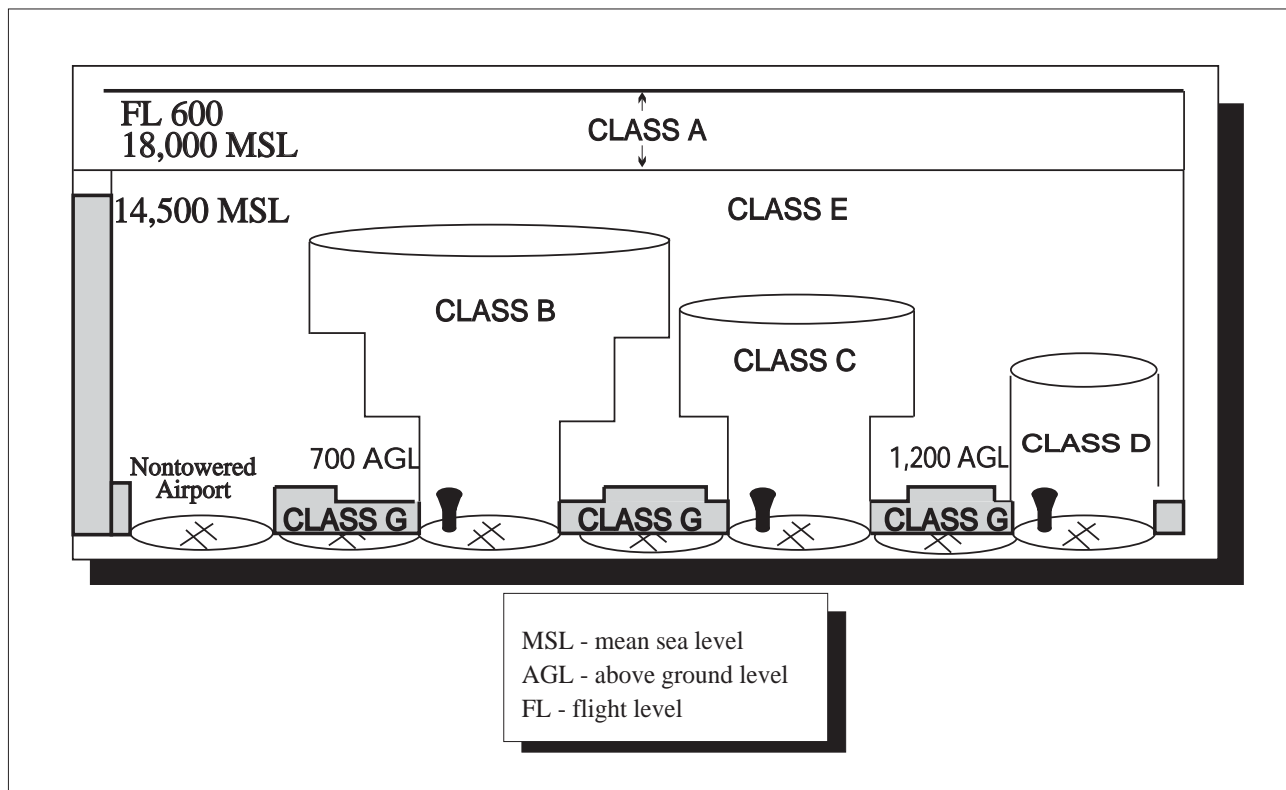 FL 600
18,000 MSL
CLASS A
14,500 MSL
CLASS E
CLASS B
CLASS C
CLASS D
Nontowered
Airport
700 AGL
1,200 AGL
CLASS G
CLASS G
CLASS G
MSL - mean sea level
AGL - above ground level
FL - flight level